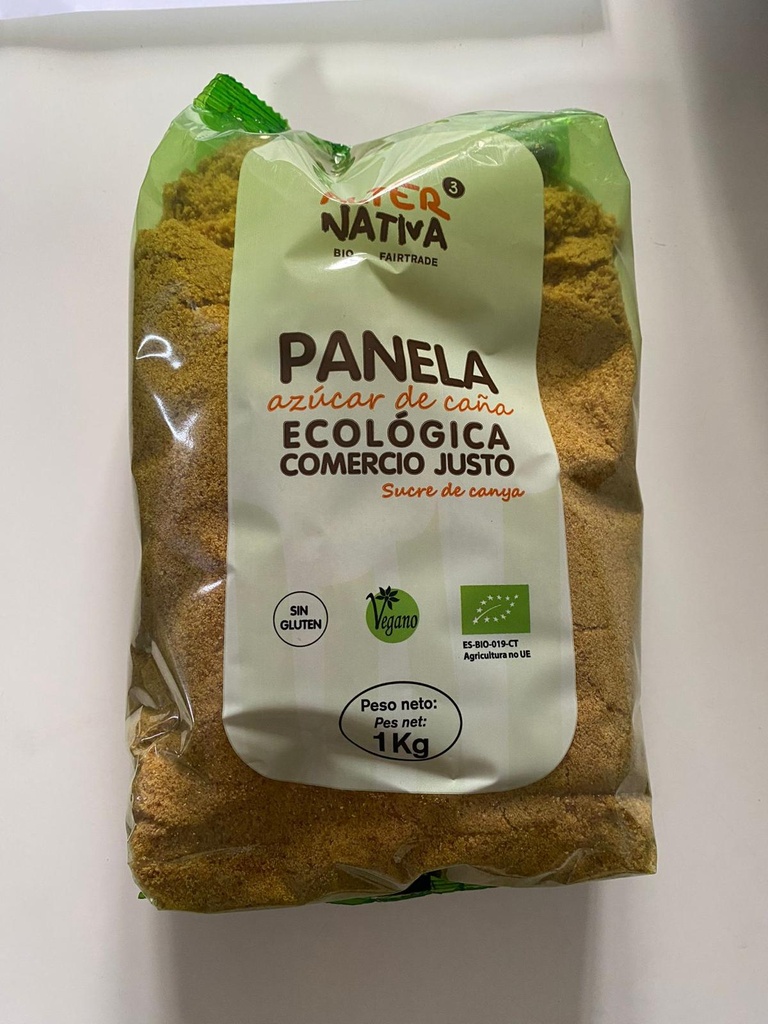 ALTER 3
NATIVA
BIO FAIRTRADE
PANELA
azúcar de caña
ECOLÓGICA
COMERCIO JUSTO
Sucre de canya
SIN
GLUTEN
Vegano
ES-BIO-019-CT
Agricultura no UE
Peso neto:
Pes net:
1Kg